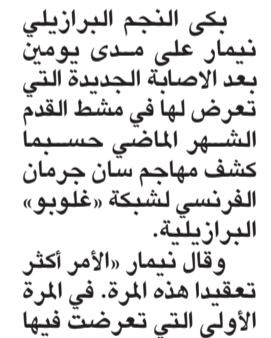 بكى النجم البرازيلي
نيمار على مدى يومين
بعد الاصابة الجديدة التي
تعرض لها في مشط القدم
الشهر الماضي حسبما
كشف مهاجم سان جرمان
الفرنسي لشبكة «غلوبو»
البرازيلية.
وقال نيمار «الأمر أكثر
تعقيدا هذه المرة. في المرة
الأولى التي تعرضت فيها